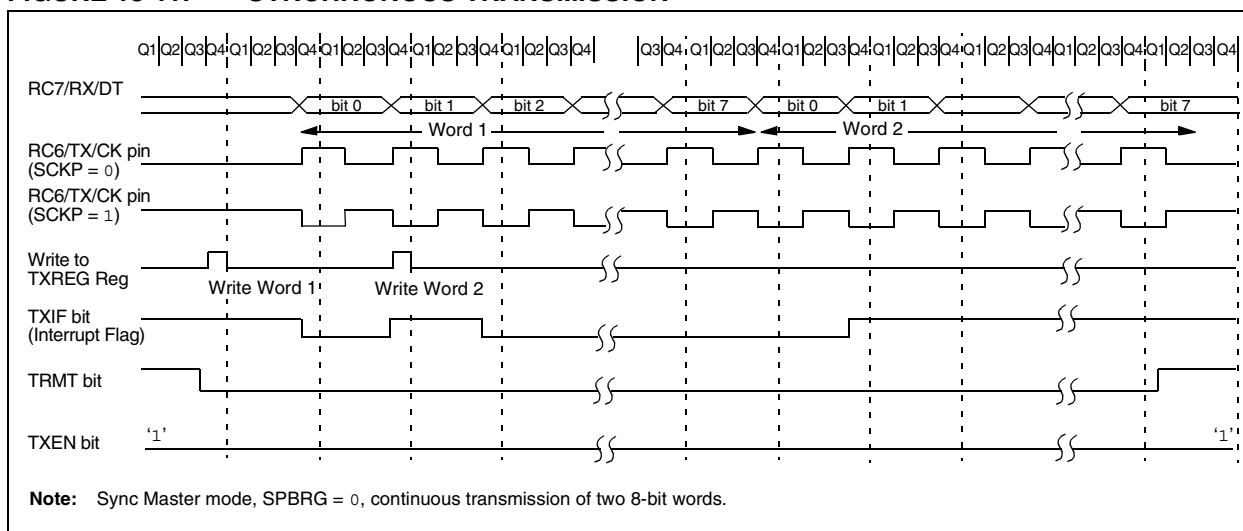 Q1 Q2 Q3 Q4 Q1 Q2 Q3 Q4 Q1 Q2 Q3 Q4 Q1 Q2 Q3 Q4 Q1 Q2 Q3 Q4 Q3 Q4 Q1 Q2 Q3 Q4 Q1 Q2 Q3 Q4 Q1 Q2 Q3 Q4 Q1 Q2 Q3 Q4 Q1 Q2 Q3 Q4 Q1 Q2 Q3 Q4
RC7/RX/DT
bit 0 bit 1 bit 2 bit 7 bit 0 bit 1 bit 7
Word 1 Word 2
RC6/TX/CK pin
(SCKP = 0)
RC6/TX/CK pin
(SCKP = 1)
Write to
TXREG Reg
Write Word 1 Write Word 2
TXIF bit
(Interrupt Flag)
TRMT bit
TXEN bit
‘1’ ‘1’
Note: Sync Master mode, SPBRG = 0, continuous transmission of two 8-bit words.